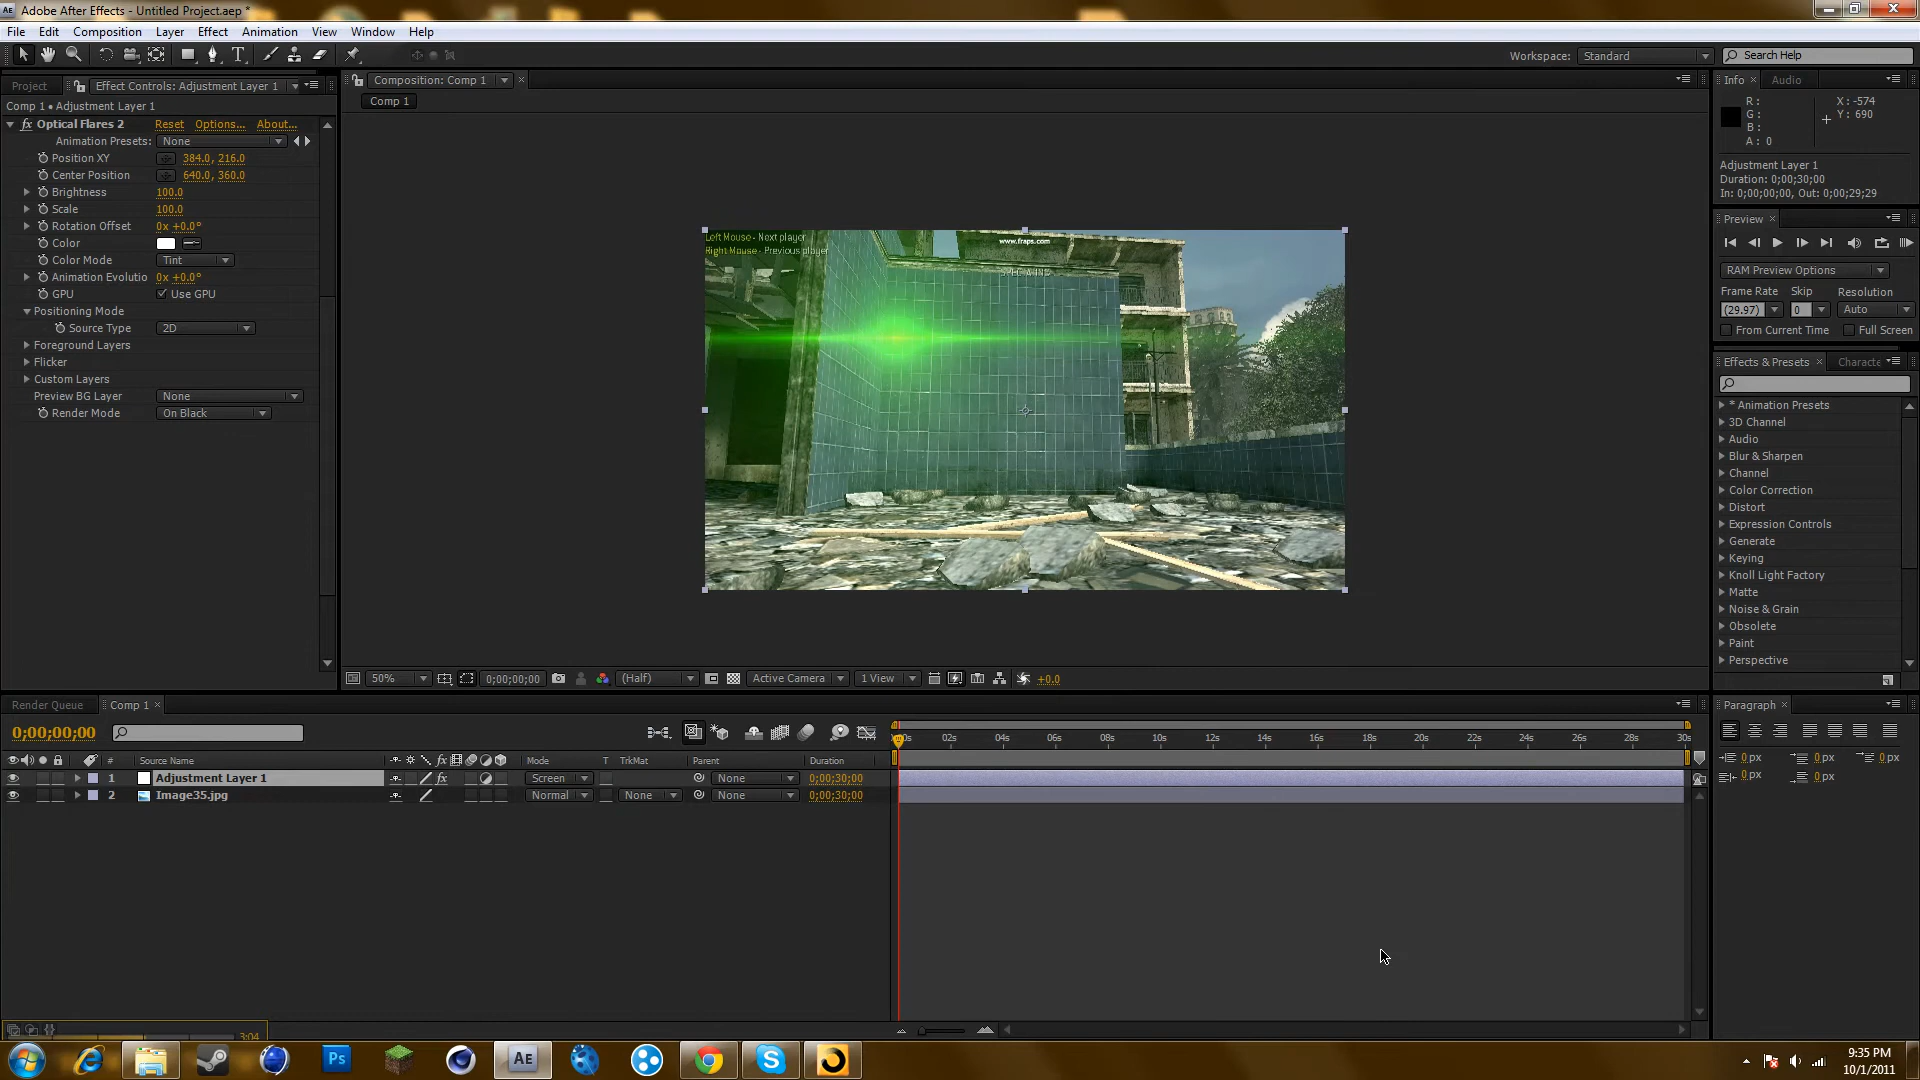 Adobe After Effects - Untitled Project.aep *
File Edit Composition Layer Effect Animation View Window Help
Workspace: Standard Search Help
Project Effect Controls: Adjustment Layer 1
Composition: Comp 1
Info Audio
Comp 1 • Adjustment Layer 1
Comp 1
R : X : -574
G : Y : 690
B :
A : 0
fx Optical Flares 2 Reset Options... About...
Animation Presets: None
Position XY 384.0, 216.0
Center Position 640.0, 360.0
Brightness 100.0
Scale 100.0
Rotation Offset 0x +0.0°
Color
Color Mode Tint
Animation Evolutio 0x +0.0°
GPU Use GPU
Positioning Mode
Source Type 2D
Foreground Layers
Flicker
Custom Layers
Preview BG Layer None
Render Mode On Black
Left Mouse - Next player
Right Mouse - Previous player
www.fraps.com
Adjustment Layer 1
Duration: 0;00;30;00
In: 0;00;00;00, Out: 0;00;29;29
Preview
RAM Preview Options
Frame Rate Skip Resolution
(29.97) 0 Auto
From Current Time Full Screen
Effects & Presets Characte
* Animation Presets
3D Channel
Audio
Blur & Sharpen
Channel
Color Correction
Distort
Expression Controls
Generate
Keying
Knoll Light Factory
Matte
Noise & Grain
Obsolete
Paint
Perspective
50% 0;00;00;00 (Half) Active Camera 1 View +0.0
Render Queue Comp 1
Paragraph
0;00;00;00
02s 04s 06s 08s 10s 12s 14s 16s 18s 20s 22s 24s 26s 28s 30s
# Source Name fx Mode T TrkMat Parent Duration
1 Adjustment Layer 1 fx Screen None 0;00;30;00
2 Image35.jpg Normal None None 0;00;30;00
0 px 0 px 0 px
0 px 0 px
3:04
Ps
AE
9:35 PM
10/1/2011